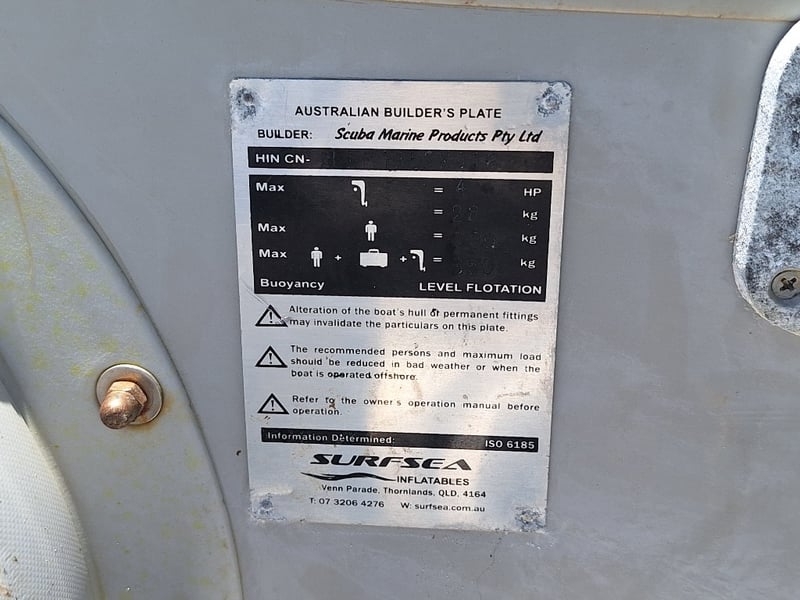 AUSTRALIAN BUILDER'S PLATE
BUILDER: Scuba Marine Products Pty Ltd
HIN CN-
Max = 4 HP
= kg
Max = kg
Max + + = kg
Buoyancy LEVEL FLOTATION
Alteration of the boat's hull or permanent fittings
may invalidate the particulars on this plate.
The recommended persons and maximum load
should be reduced in bad weather or when the
boat is operated offshore.
Refer to the owner's operation manual before
operation.
Information Determined: ISO 6185
SURFSEA
INFLATABLES
Venn Parade, Thornlands, QLD, 4164
T: 07 3206 4276 W: surfsea.com.au